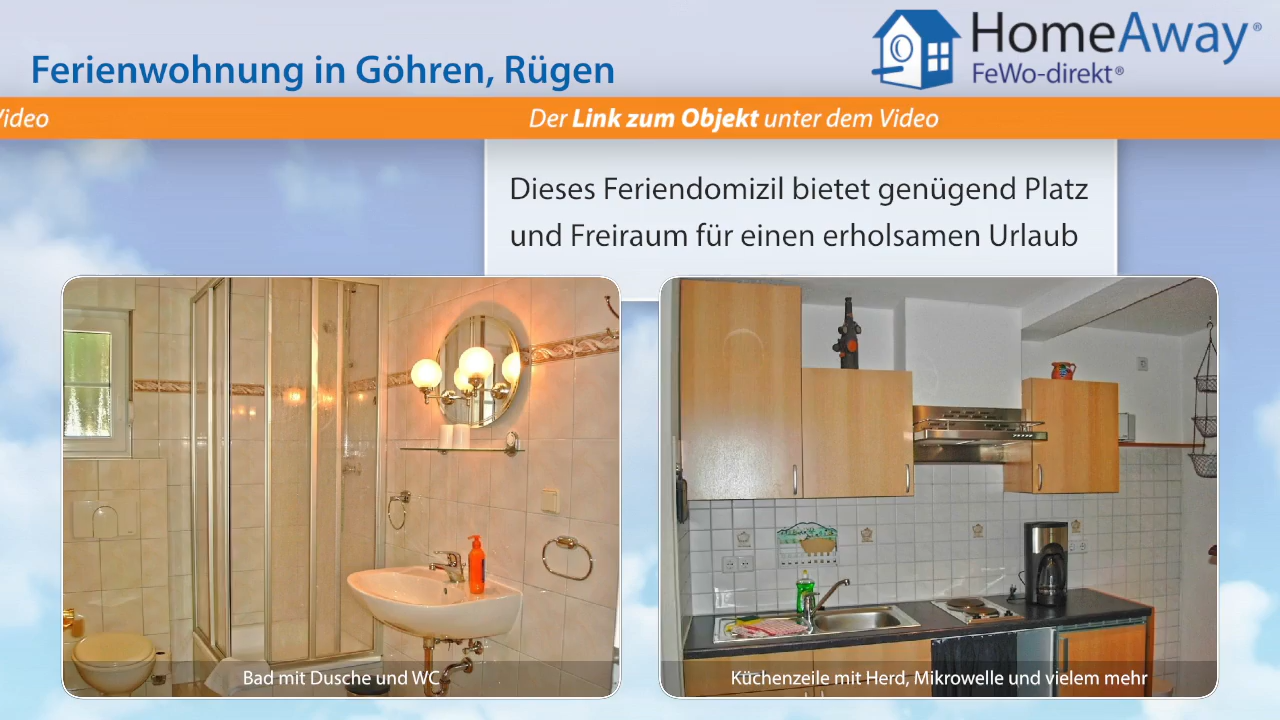 Ferienwohnung in Göhren, Rügen
HomeAway®
FeWo-direkt®
Video
Der Link zum Objekt unter dem Video
Dieses Feriendomizil bietet genügend Platz
und Freiraum für einen erholsamen Urlaub
Bad mit Dusche und WC
Küchenzeile mit Herd, Mikrowelle und vielem mehr